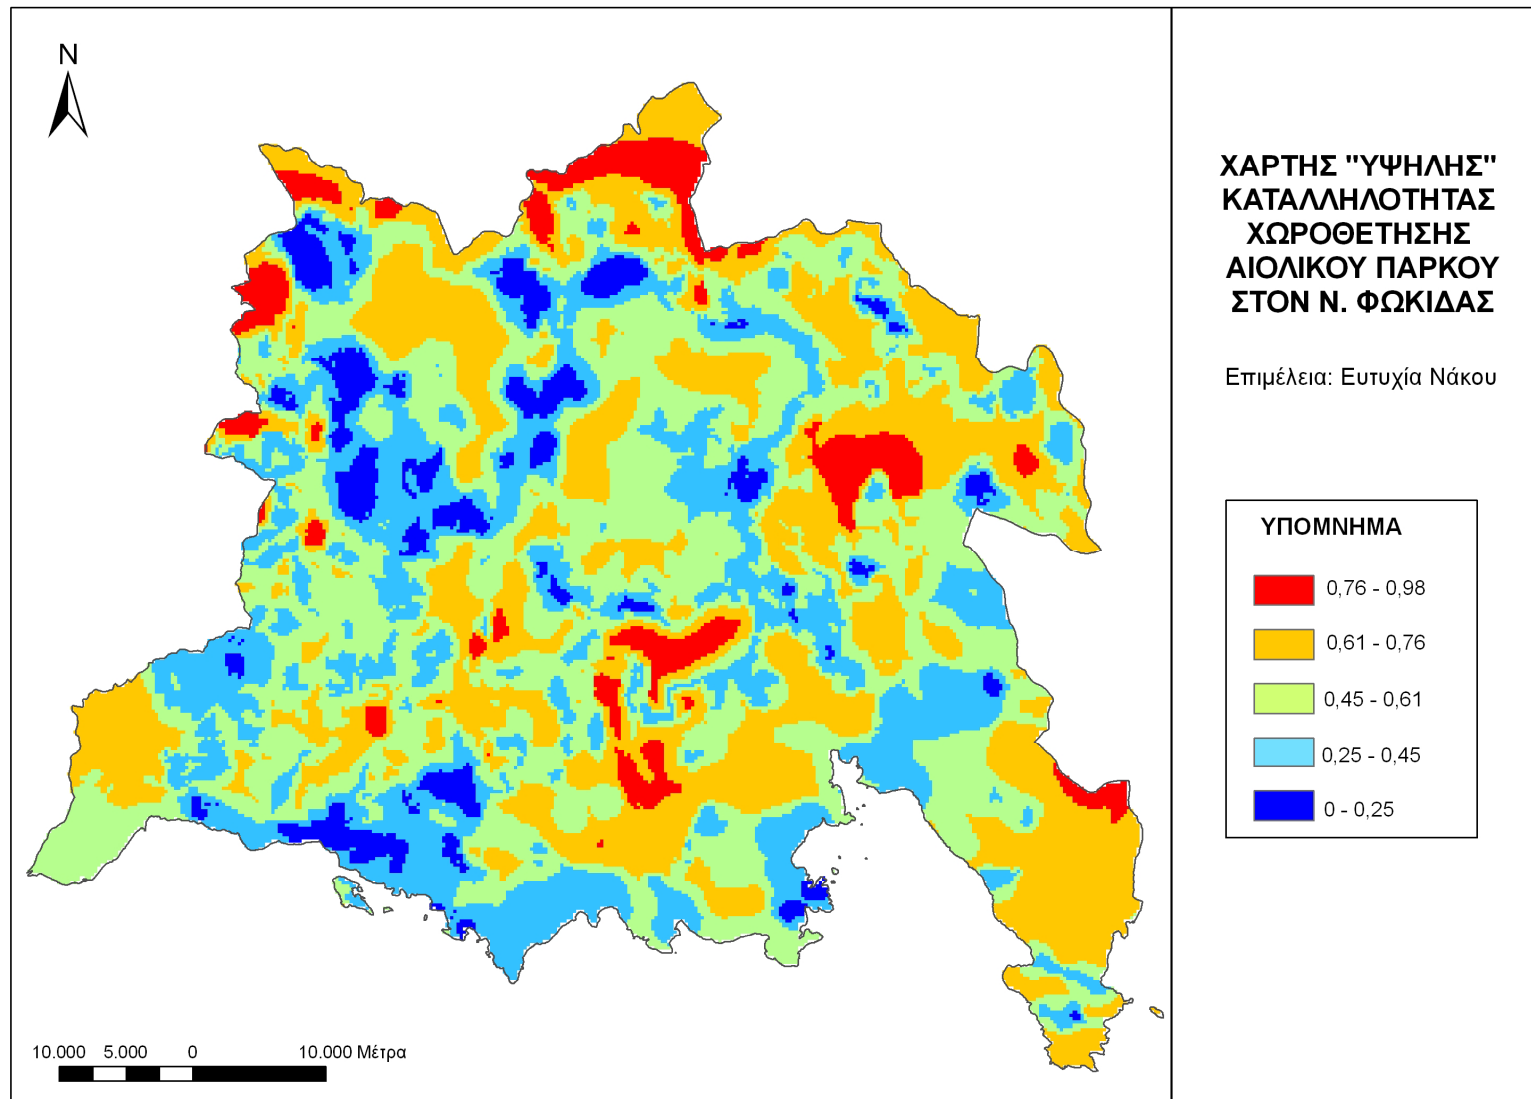 N
ΧΑΡΤΗΣ "ΥΨΗΛΗΣ"
ΚΑΤΑΛΛΗΛΟΤΗΤΑΣ
ΧΩΡΟΘΕΤΗΣΗΣ
ΑΙΟΛΙΚΟΥ ΠΑΡΚΟΥ
ΣΤΟΝ Ν. ΦΩΚΙΔΑΣ
Επιμέλεια: Ευτυχία Νάκου
ΥΠΟΜΝΗΜΑ
0,76 - 0,98
0,61 - 0,76
0,45 - 0,61
0,25 - 0,45
0 - 0,25
10.000 5.000 0 10.000 Μέτρα